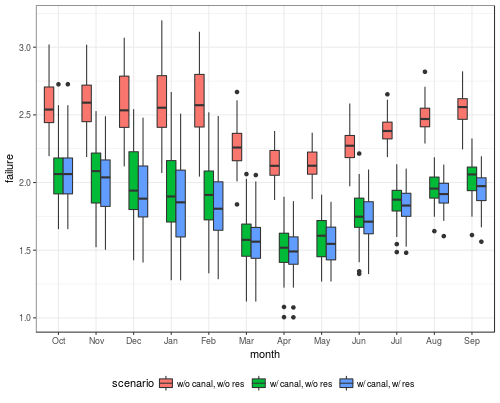 failure
3.0
2.5
2.0
1.5
1.0
Oct Nov Dec Jan Feb Mar Apr May Jun Jul Aug Sep
month
scenario w/o canal, w/o res w/ canal, w/o res w/ canal, w/ res